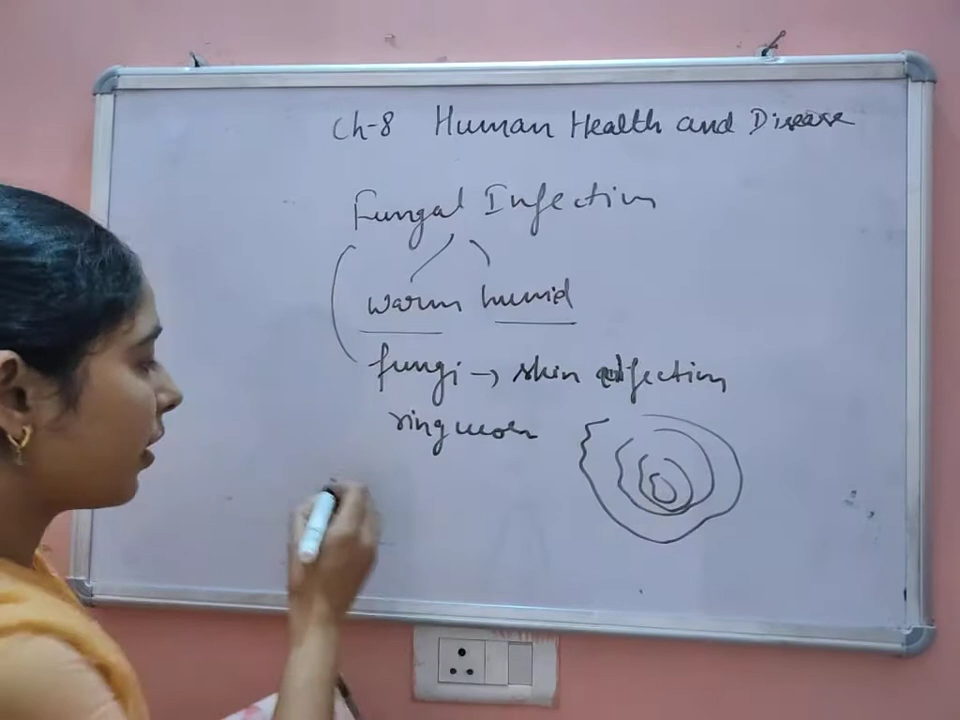 Ch-8 Human Health and Disease
Fungal Infection
warm humid
fungi → skin infection
ringworm